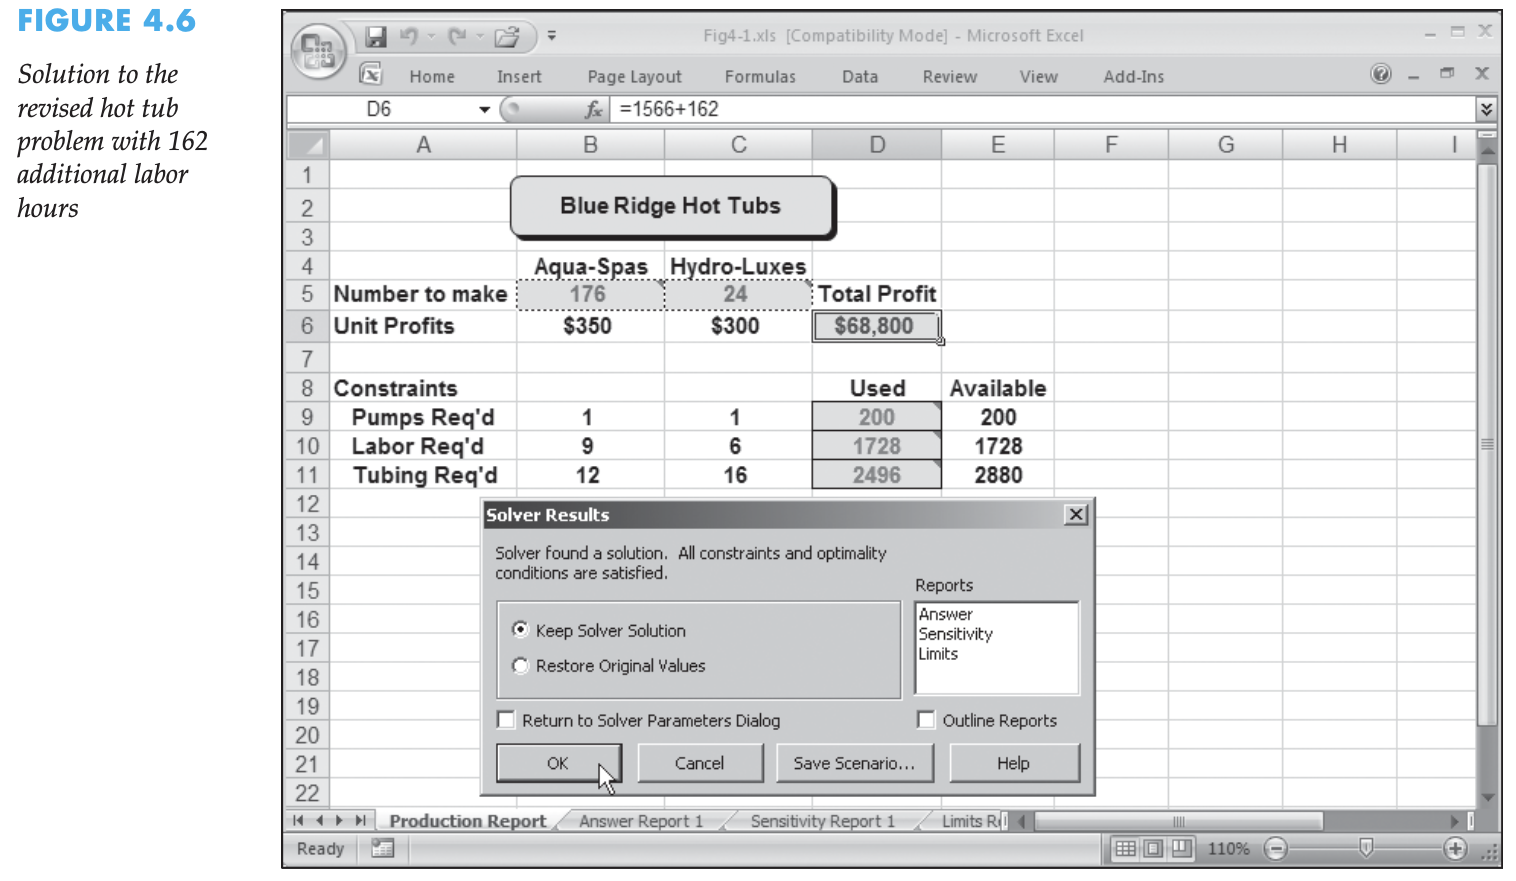 FIGURE 4.6
Solution to the
revised hot tub
problem with 162
additional labor
hours
Fig4-1.xls [Compatibility Mode] - Microsoft Excel
Home Insert Page Layout Formulas Data Review View Add-Ins
D6 fx =1566+162
A B C D E F G H I
1
2 Blue Ridge Hot Tubs
3
4 Aqua-Spas Hydro-Luxes
5 Number to make 176 24 Total Profit
6 Unit Profits $350 $300 $68,800
7
8 Constraints Used Available
9 Pumps Req'd 1 1 200 200
10 Labor Req'd 9 6 1728 1728
11 Tubing Req'd 12 16 2496 2880
12
Solver Results
13
Solver found a solution. All constraints and optimality
14
conditions are satisfied.
15 Reports
16 Answer
Keep Solver Solution Sensitivity
17 Limits
Restore Original Values
18
19
Return to Solver Parameters Dialog Outline Reports
20
21 OK Cancel Save Scenario... Help
22
Production Report Answer Report 1 Sensitivity Report 1 Limits R
Ready 110%